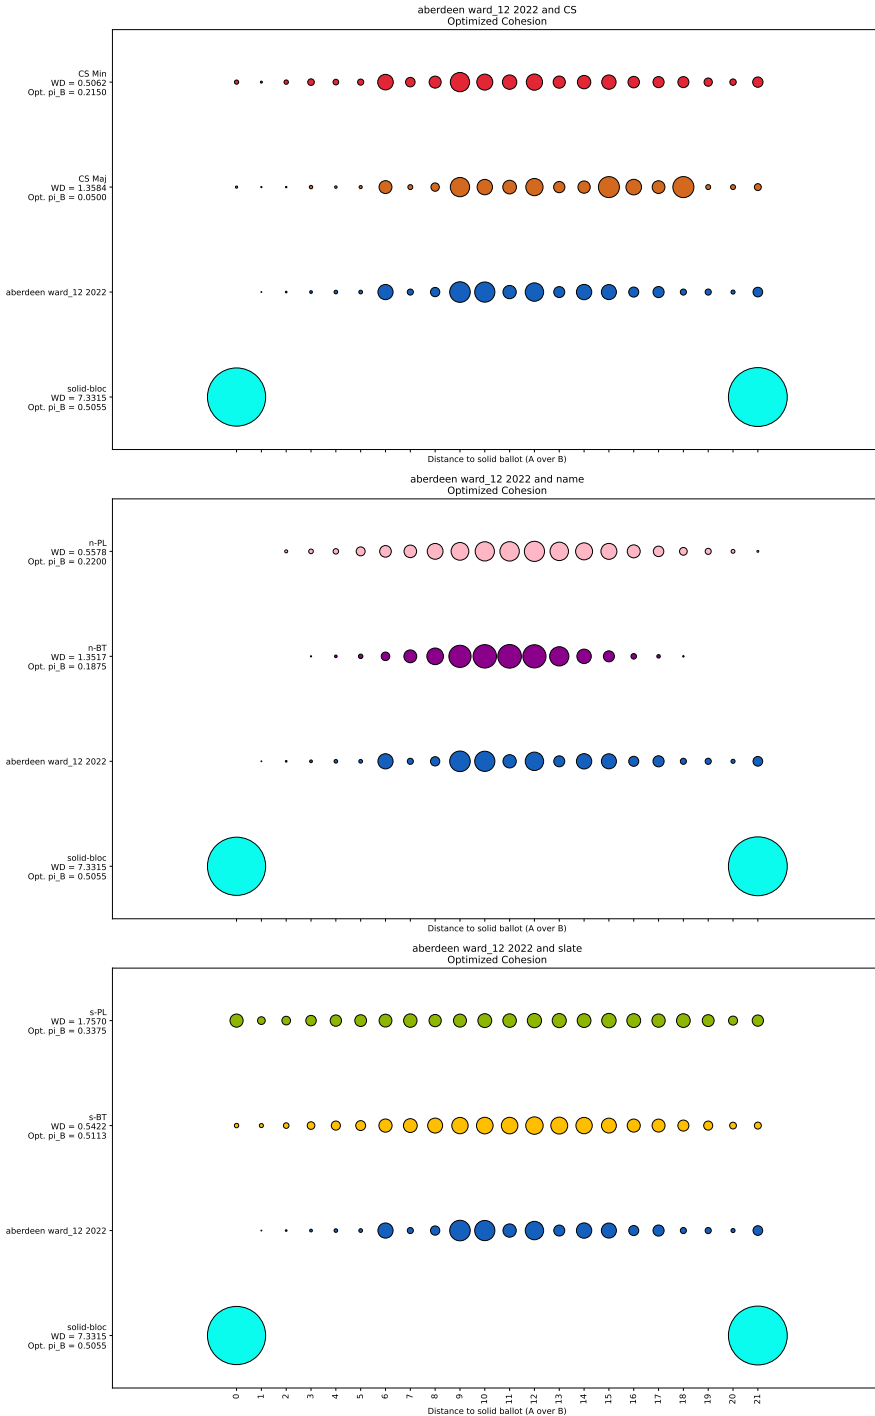 aberdeen ward_12 2022 and CS
Optimized Cohesion
CS Min
WD = 0.5062
Opt. pi_B = 0.2150
CS Maj
WD = 1.3584
Opt. pi_B = 0.0500
aberdeen ward_12 2022
solid-bloc
WD = 7.3315
Opt. pi_B = 0.5055
Distance to solid ballot (A over B)
aberdeen ward_12 2022 and name
Optimized Cohesion
n-PL
WD = 0.5578
Opt. pi_B = 0.2200
n-BT
WD = 1.3517
Opt. pi_B = 0.1875
aberdeen ward_12 2022
solid-bloc
WD = 7.3315
Opt. pi_B = 0.5055
Distance to solid ballot (A over B)
aberdeen ward_12 2022 and slate
Optimized Cohesion
s-PL
WD = 1.7570
Opt. pi_B = 0.3375
s-BT
WD = 0.5422
Opt. pi_B = 0.5113
aberdeen ward_12 2022
solid-bloc
WD = 7.3315
Opt. pi_B = 0.5055
0 1 2 3 4 5 6 7 8 9 10 11 12 13 14 15 16 17 18 19 20 21
Distance to solid ballot (A over B)